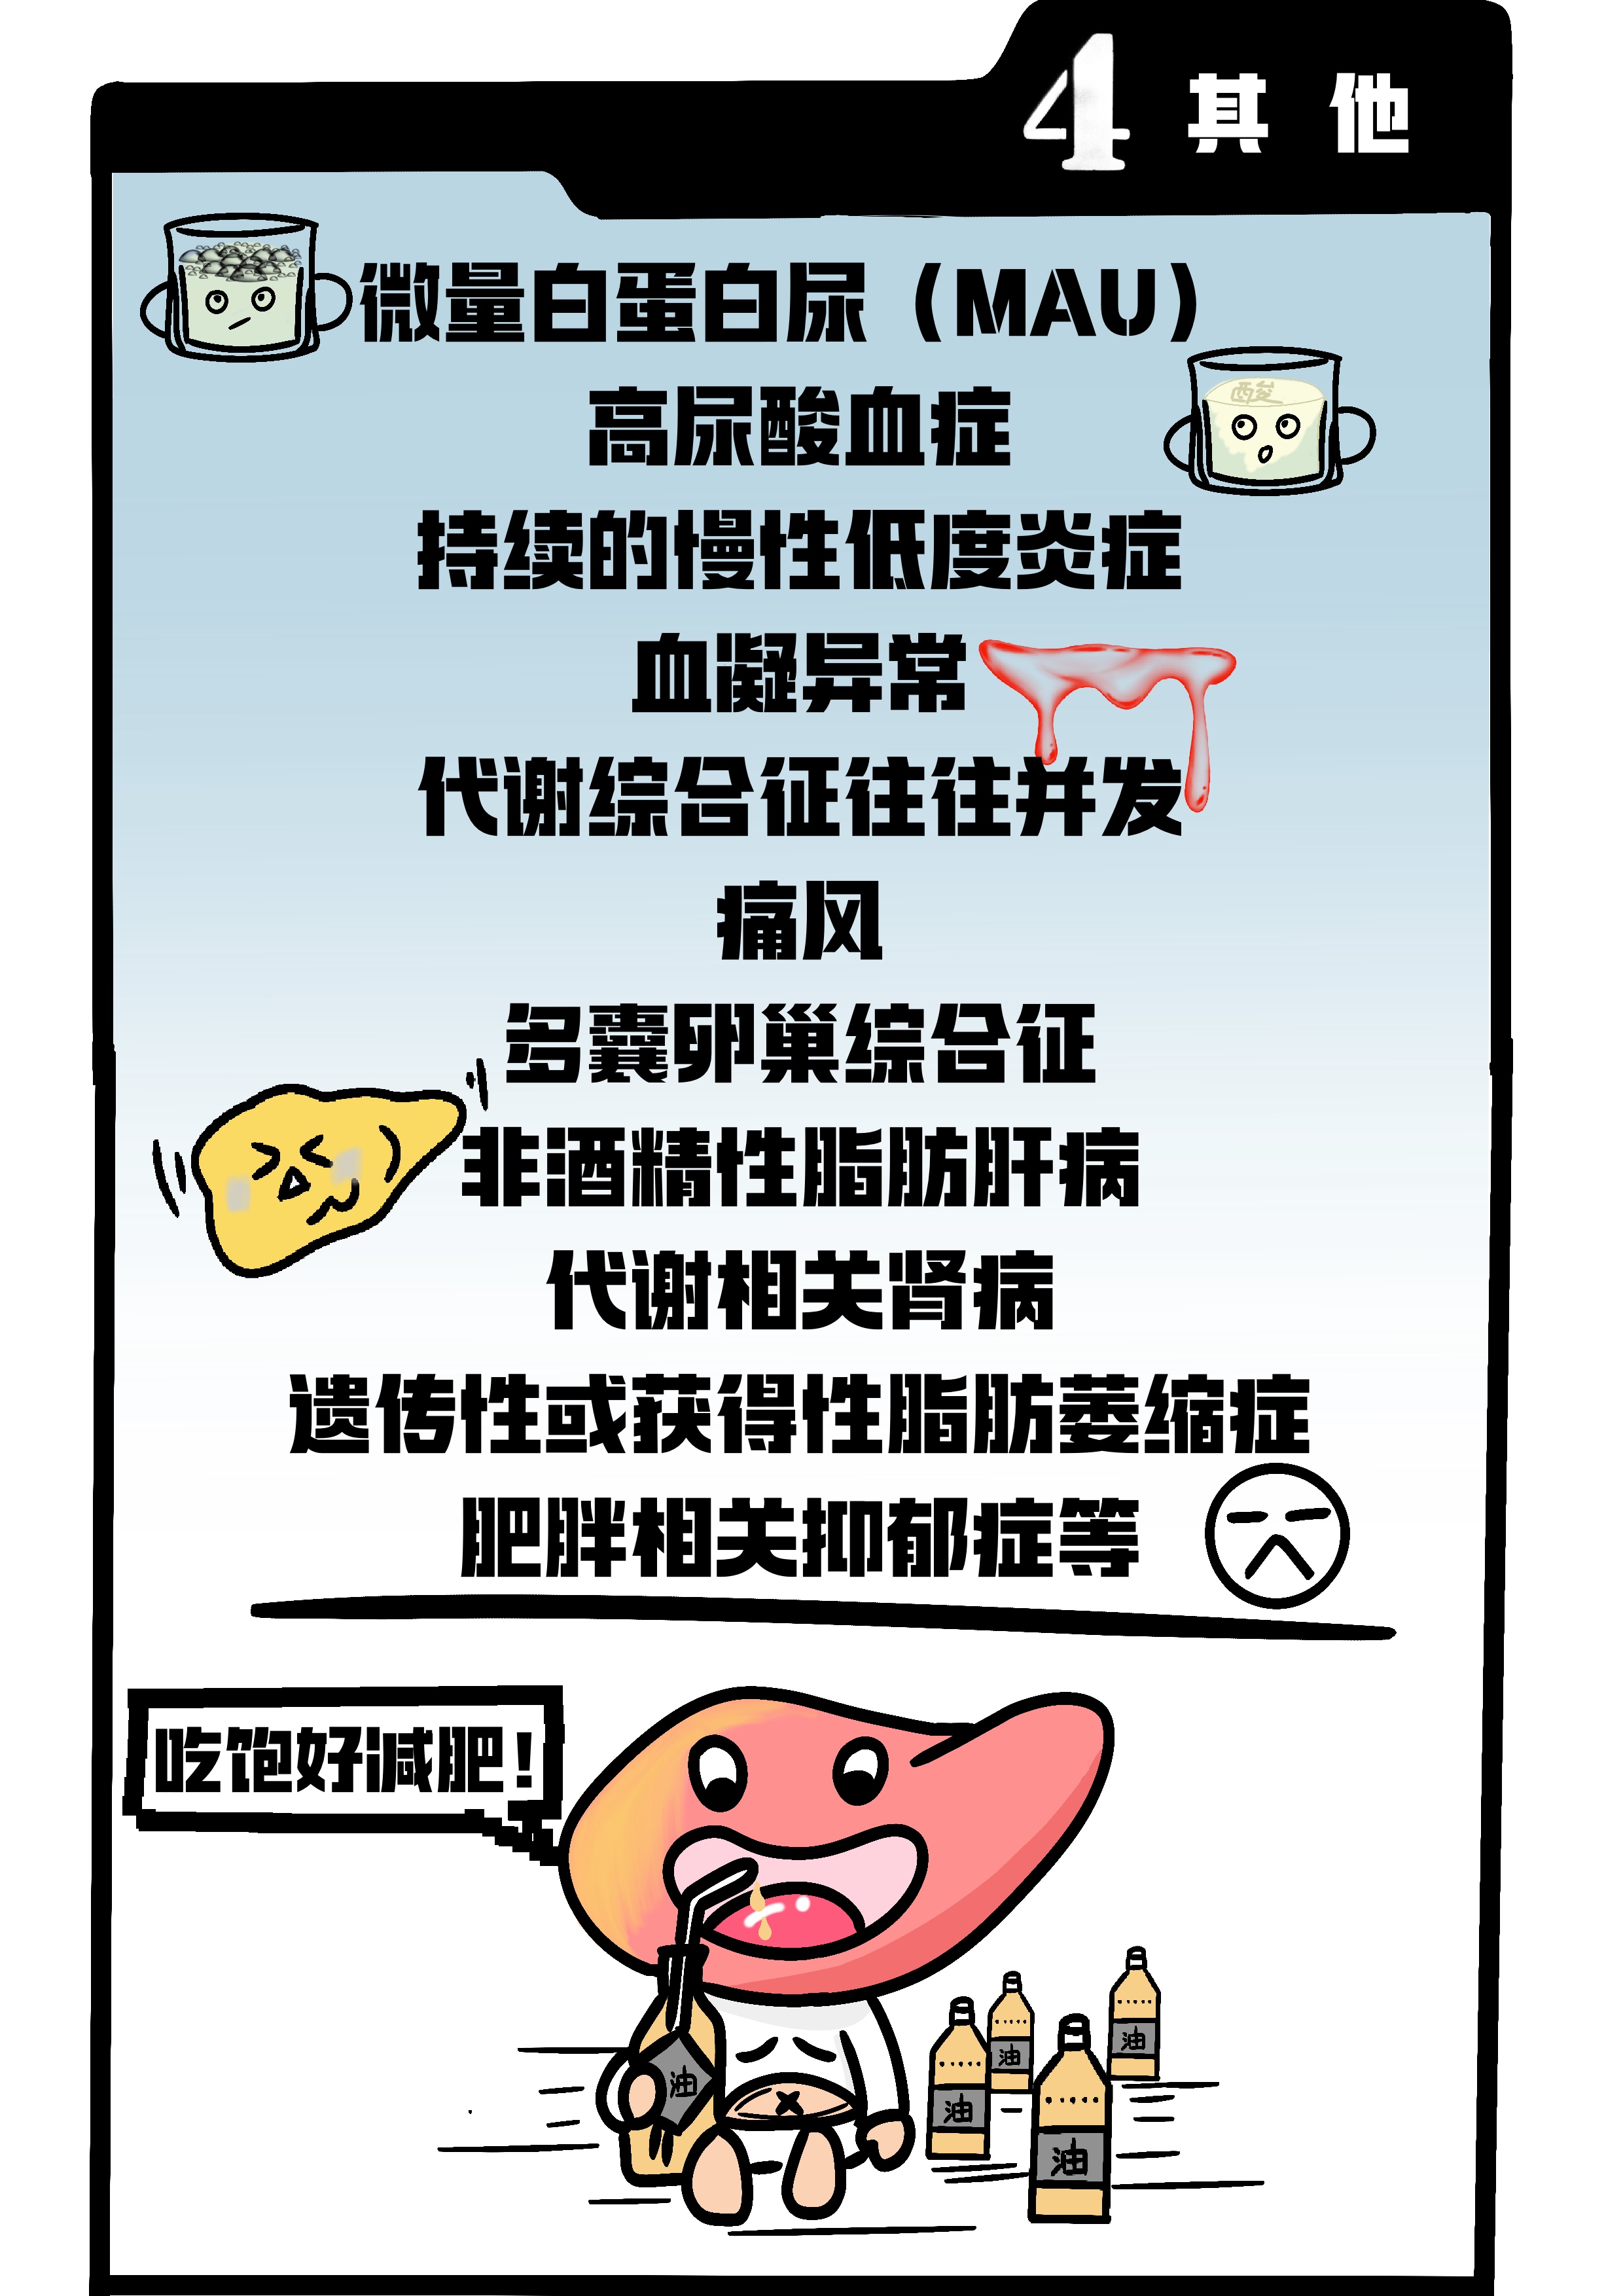 4 其他
微量白蛋白尿（MAU）
高尿酸血症
酸
持续的慢性低度炎症
血凝异常
代谢综合征往往并发
痛风
多囊卵巢综合征
非酒精性脂肪肝病
代谢相关肾病
遗传性或获得性脂肪萎缩症
肥胖相关抑郁症等
吃饱好减肥！
油
油
油
油
油